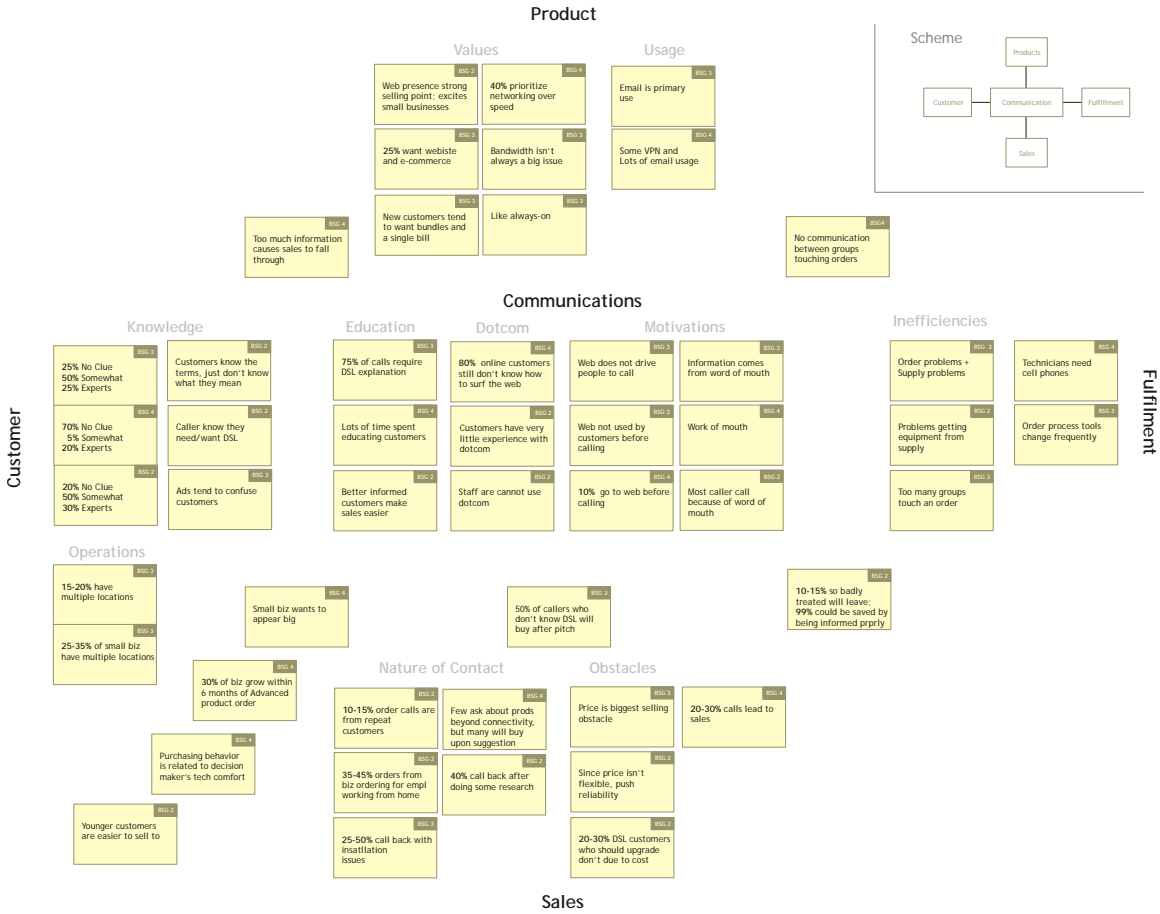 Product
Values
Usage
Scheme
Products
Customer
Communication
Fulfillment
Sales
BSG 2
Web presence strong
selling point; excites
small businesses
BSG 4
40% prioritize
networking over
speed
BSG 3
Email is primary
use
BSG 3
25% want webiste
and e-commerce
BSG 3
Bandwidth isn't
always a big issue
BSG 4
Some VPN and
Lots of email usage
BSG 3
New customers tend
to want bundles and
a single bill
BSG 3
Like always-on
BSG 4
Too much information
causes sales to fall
through
BSG4
No communication
between groups
touching orders
Communications
Knowledge
Education
Dotcom
Motivations
Inefficiencies
Customer
Fulfilment
BSG 3
25% No Clue
50% Somewhat
25% Experts
BSG 2
Customers know the
terms, just don't know
what they mean
BSG 4
70% No Clue
5% Somewhat
20% Experts
BSG 2
Caller know they
need/want DSL
BSG 2
20% No Clue
50% Somewhat
30% Experts
BSG 3
Ads tend to confuse
customers
BSG 3
75% of calls require
DSL explanation
BSG 4
Lots of time spent
educating customers
BSG 2
Better informed
customers make
sales easier
BSG 4
80% online customers
still don't know how
to surf the web
BSG 2
Customers have very
little experience with
dotcom
BSG 2
Staff are cannot use
dotcom
BSG 3
Web does not drive
people to call
BSG 3
Information comes
from word of mouth
BSG 3
Web not used by
customers before
calling
BSG 4
Work of mouth
BSG 4
10% go to web before
calling
BSG 2
Most caller call
because of word of
mouth
BSG 3
Order problems +
Supply problems
BSG 4
Technicians need
cell phones
BSG 2
Problems getting
equipment from
supply
BSG 3
Order process tools
change frequently
BSG 3
Too many groups
touch an order
Operations
BSG 3
15-20% have
multiple locations
BSG 3
25-35% of small biz
have multiple locations
BSG 4
Small biz wants to
appear big
BSG 3
50% of callers who
don't know DSL will
buy after pitch
BSG 2
10-15% so badly
treated will leave;
99% could be saved by
being informed prprly
BSG 4
30% of biz grow within
6 months of Advanced
product order
BSG 4
Purchasing behavior
is related to decision
maker's tech comfort
BSG 2
Younger customers
are easier to sell to
Nature of Contact
Obstacles
BSG 2
10-15% order calls are
from repeat
customers
BSG 4
Few ask about prods
beyond connectivity,
but many will buy
upon suggestion
BSG 3
35-45% orders from
biz ordering for empl
working from home
BSG 2
40% call back after
doing some research
BSG 3
25-50% call back with
insatlllation
issues
BSG 3
Price is biggest selling
obstacle
BSG 4
20-30% calls lead to
sales
BSG 2
Since price isn't
flexible, push
reliability
BSG 2
20-30% DSL customers
who should upgrade
don't due to cost
Sales